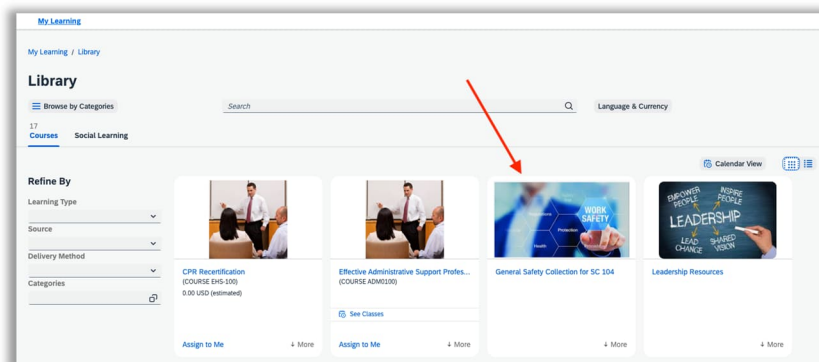 My Learning
My Learning / Library
Library
Browse by Categories
Search
Language & Currency
17
Courses
Social Learning
Calendar View
Refine By
Learning Type
Source
Delivery Method
Categories
CPR Recertification
(COURSE EHS-100)
0.00 USD (estimated)
Assign to Me
↓ More
Effective Administrative Support Profes...
(COURSE ADM0100)
See Classes
Assign to Me
↓ More
WORK
SAFETY
Protection
Health
General Safety Collection for SC 104
↓ More
EMPOWER
PEOPLE
INSPIRE
PEOPLE
LEADERSHIP
LEAD
CHANGE
SHARED
VISION
Leadership Resources
↓ More